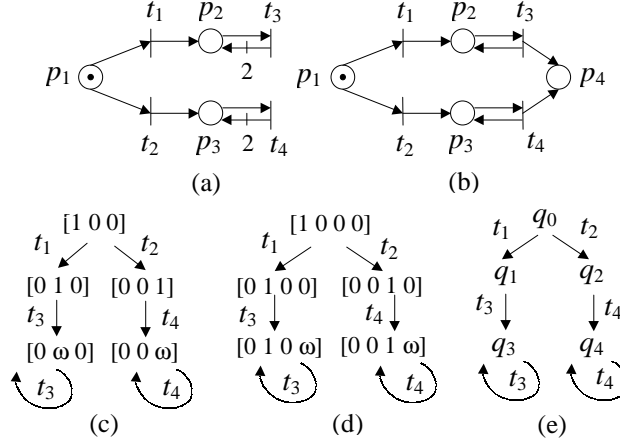 t1 p2 t3 t1 p2 t3
p1 2 p1 p4
t2 p3 2 t4 t2 p3 t4
(a) (b)
[1 0 0] [1 0 0 0] q0
t1 t2 t1 t2 t1 t2
[0 1 0] [0 0 1] [0 1 0 0] [0 0 1 0] q1 q2
t3 t4 t3 t4 t3 t4
[0 ω 0] [0 0 ω] [0 1 0 ω] [0 0 1 ω] q3 q4
t3 t4 t3 t4 t3 t4
(c) (d) (e)